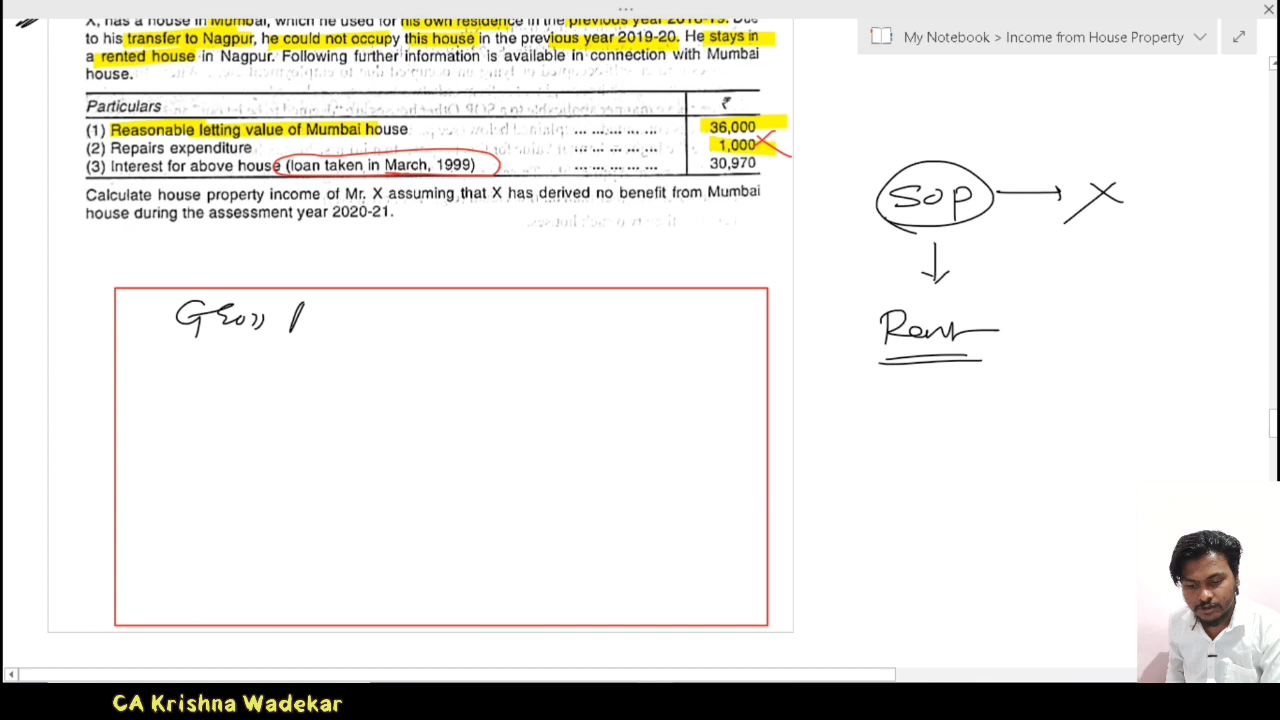 X, has a house in Mumbai, which he used for his own residence in the previous year 2018-19. Due
to his transfer to Nagpur, he could not occupy this house in the previous year 2019-20. He stays in
a rented house in Nagpur. Following further information is available in connection with Mumbai
house.
Particulars ₹
(1) Reasonable letting value of Mumbai house ... ... ... ... ... 36,000
(2) Repairs expenditure ... ... ... ... ... 1,000
(3) Interest for above house (loan taken in March, 1999) ... ... ... ... ... 30,970
Calculate house property income of Mr. X assuming that X has derived no benefit from Mumbai
house during the assessment year 2020-21.
Gross
My Notebook > Income from House Property
SOP → X
↓
Rent
CA Krishna Wadekar